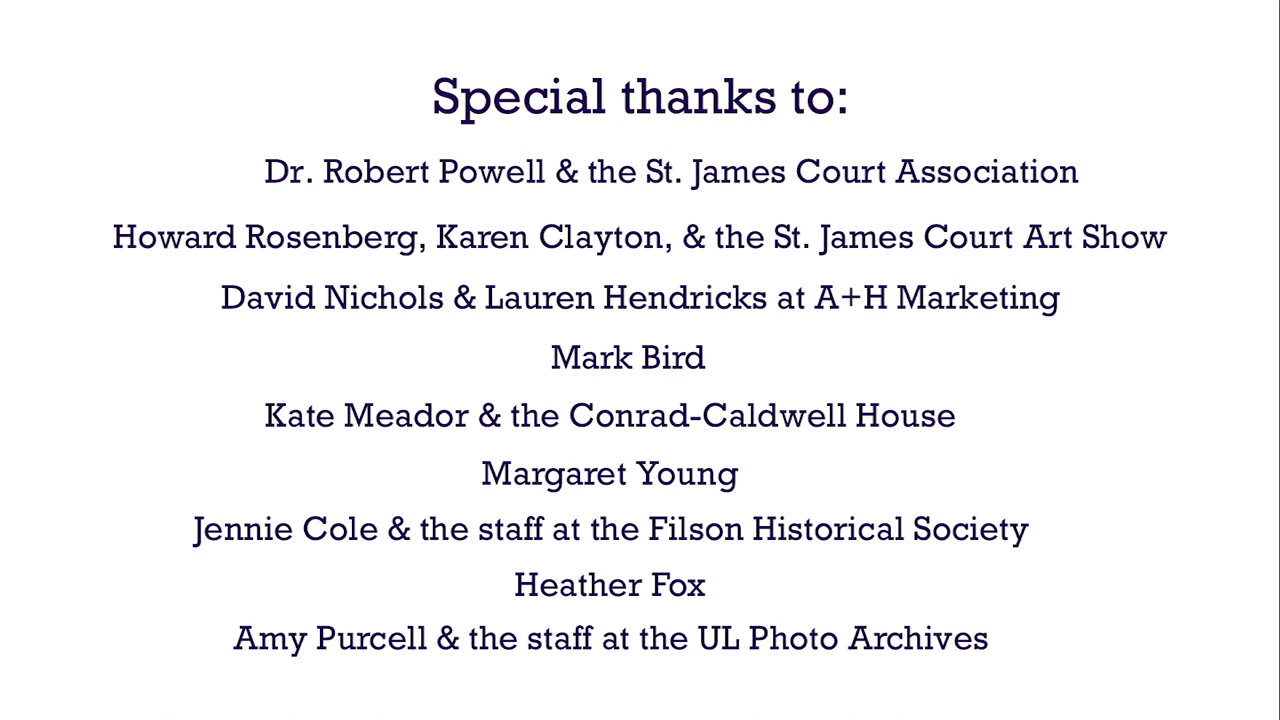 Special thanks to:
Dr. Robert Powell & the St. James Court Association
Howard Rosenberg, Karen Clayton, & the St. James Court Art Show
David Nichols & Lauren Hendricks at A+H Marketing
Mark Bird
Kate Meador & the Conrad-Caldwell House
Margaret Young
Jennie Cole & the staff at the Filson Historical Society
Heather Fox
Amy Purcell & the staff at the UL Photo Archives